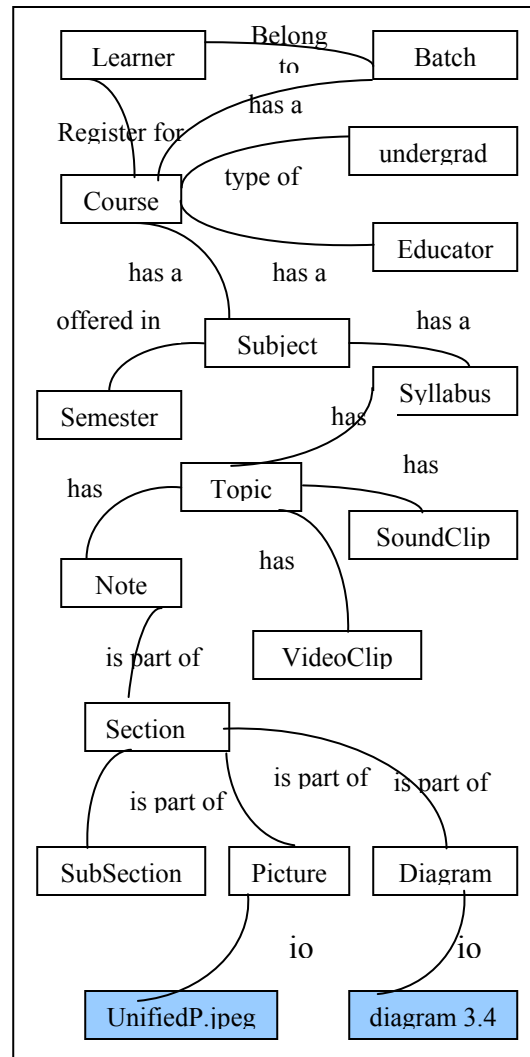 Learner
Belong
to
Batch
has a
Register for
undergrad
type of
Course
Educator
has a
has a
offered in
has a
Subject
Syllabus
Semester
has
has
has
Topic
SoundClip
has
Note
is part of
VideoClip
Section
is part of
is part of
is part of
SubSection
Picture
Diagram
io
io
UnifiedP.jpeg
diagram 3.4